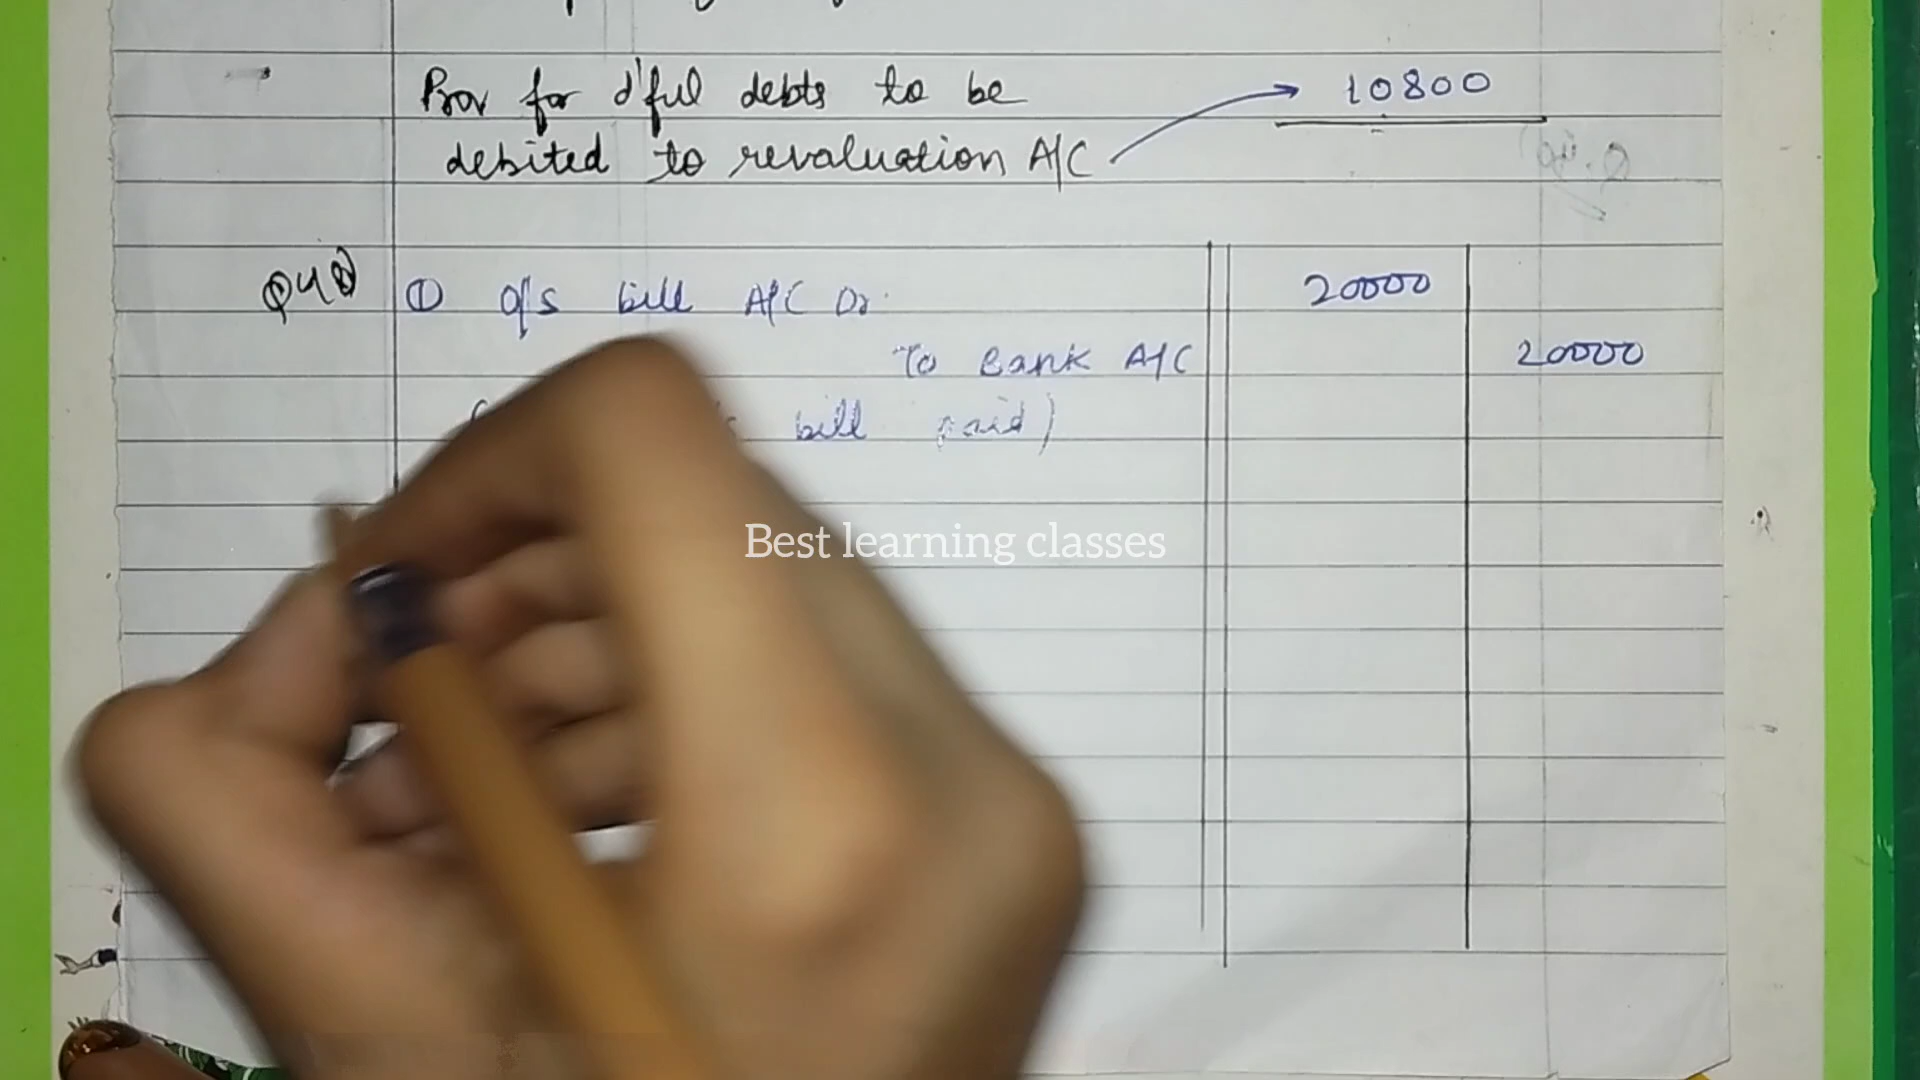 Prov for d'ful debts to be 10800
debited to revaluation A/C
Q48 ① o/s bill A/C Dr. 20000
To Bank A/C 20000
bill paid)
Best learning classes